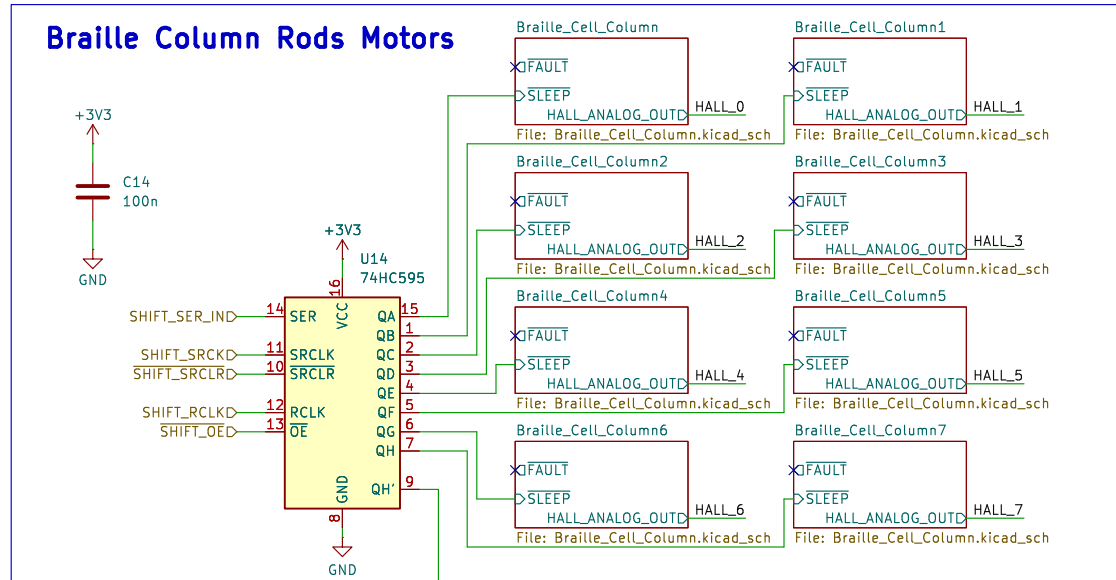 Braille Column Rods Motors
+3V3
C14
100n
GND
+3V3
U14
74HC595
16
VCC
SHIFT_SER_IN
14
SER
SHIFT_SRCK
11
SRCLK
SHIFT_SRCLR
10
SRCLR
SHIFT_RCLK
12
RCLK
SHIFT_OE
13
OE
QA
15
QB
1
QC
2
QD
3
QE
4
QF
5
QG
6
QH
7
QH'
9
GND
8
GND
Braille_Cell_Column
FAULT
SLEEP
HALL_ANALOG_OUT
HALL_0
File: Braille_Cell_Column.kicad_sch
Braille_Cell_Column1
FAULT
SLEEP
HALL_ANALOG_OUT
HALL_1
File: Braille_Cell_Column.kicad_sch
Braille_Cell_Column2
FAULT
SLEEP
HALL_ANALOG_OUT
HALL_2
File: Braille_Cell_Column.kicad_sch
Braille_Cell_Column3
FAULT
SLEEP
HALL_ANALOG_OUT
HALL_3
File: Braille_Cell_Column.kicad_sch
Braille_Cell_Column4
FAULT
SLEEP
HALL_ANALOG_OUT
HALL_4
File: Braille_Cell_Column.kicad_sch
Braille_Cell_Column5
FAULT
SLEEP
HALL_ANALOG_OUT
HALL_5
File: Braille_Cell_Column.kicad_sch
Braille_Cell_Column6
FAULT
SLEEP
HALL_ANALOG_OUT
HALL_6
File: Braille_Cell_Column.kicad_sch
Braille_Cell_Column7
FAULT
SLEEP
HALL_ANALOG_OUT
HALL_7
File: Braille_Cell_Column.kicad_sch